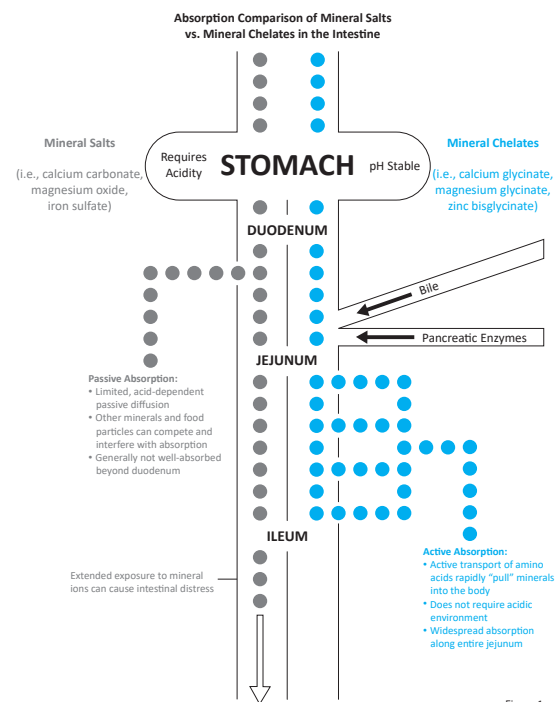 Absorption Comparison of Mineral Salts
vs. Mineral Chelates in the Intestine
Mineral Salts
(i.e., calcium carbonate,
magnesium oxide,
iron sulfate)
Requires
Acidity
STOMACH
pH Stable
Mineral Chelates
(i.e., calcium glycinate,
magnesium glycinate,
zinc bisglycinate)
DUODENUM
Bile
Pancreatic Enzymes
JEJUNUM
Passive Absorption:
• Limited, acid-dependent
passive diffusion
• Other minerals and food
particles can compete and
interfere with absorption
• Generally not well-absorbed
beyond duodenum
ILEUM
Active Absorption:
• Active transport of amino
acids rapidly “pull” minerals
into the body
• Does not require acidic
environment
• Widespread absorption
along entire jejunum
Extended exposure to mineral
ions can cause intestinal distress